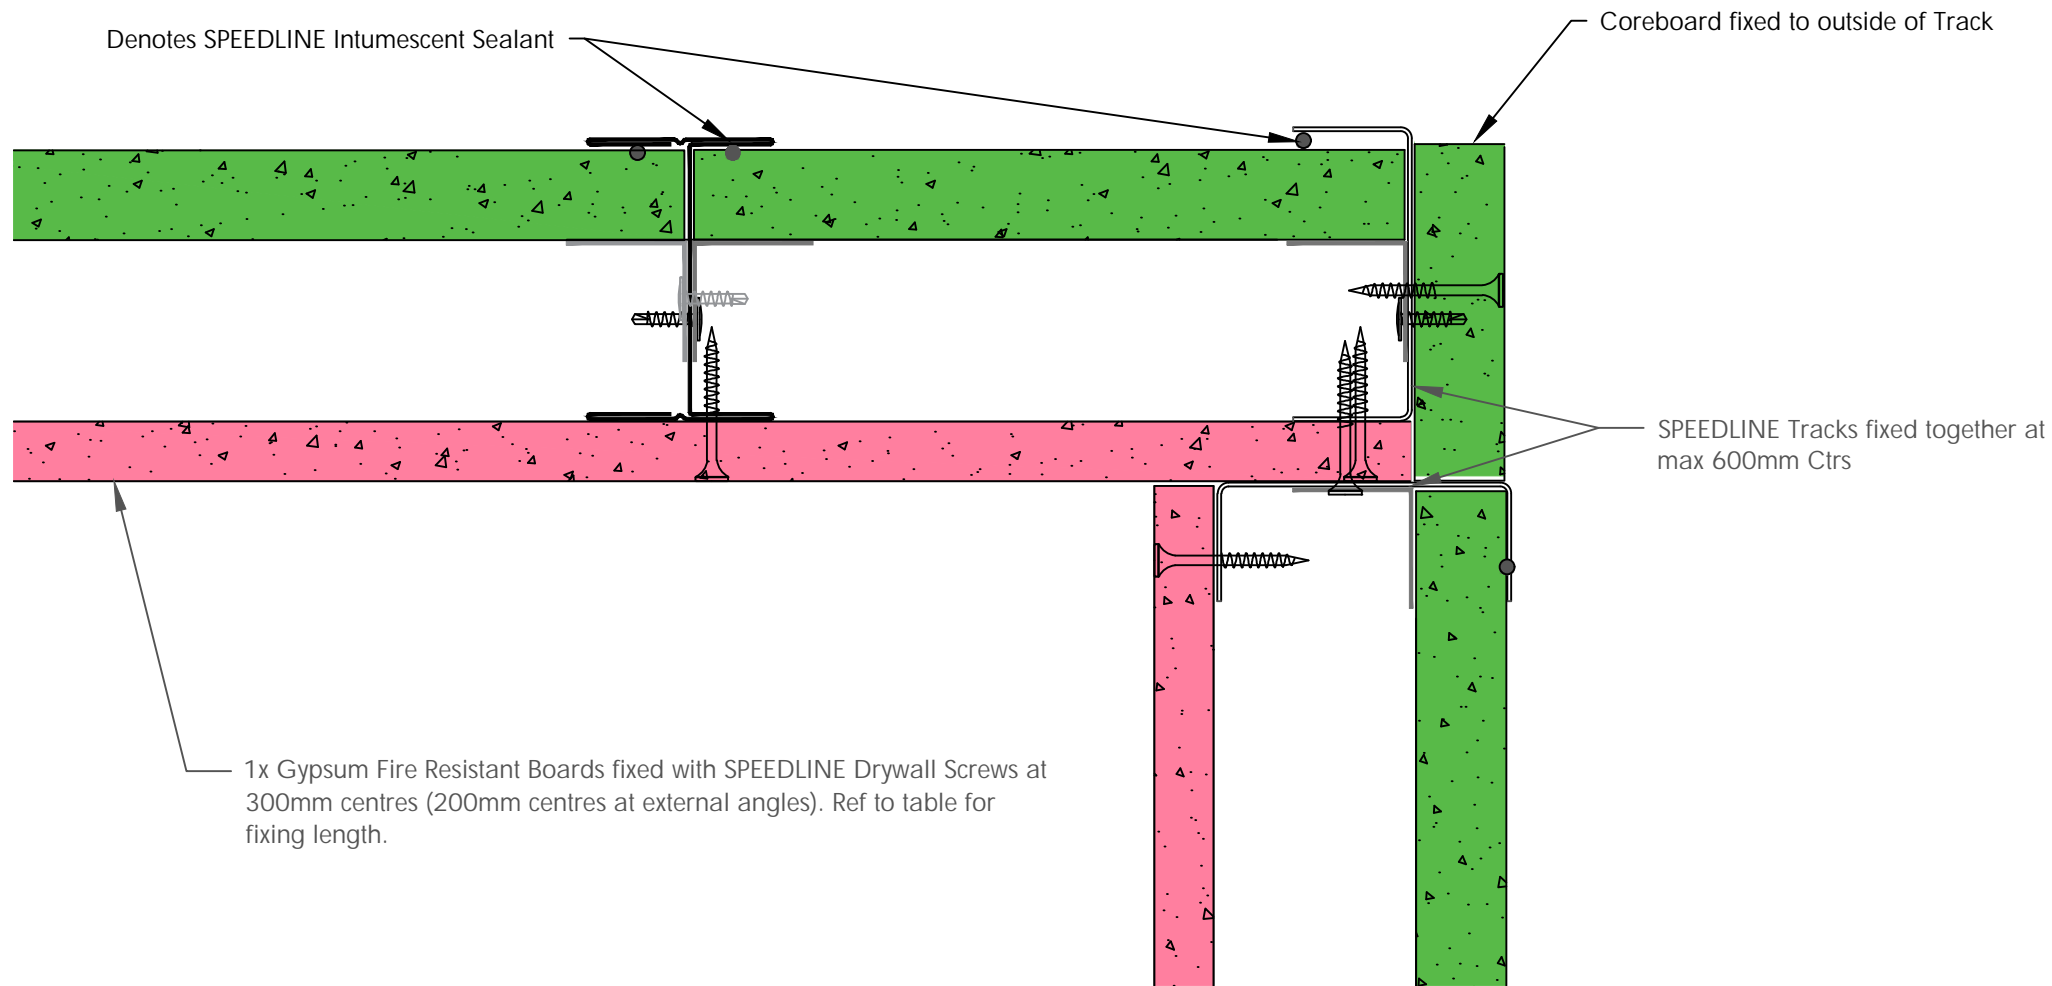 Denotes SPEEDLINE Intumescent Sealant
Coreboard fixed to outside of Track
SPEEDLINE Tracks fixed together at
max 600mm Ctrs
1x Gypsum Fire Resistant Boards fixed with SPEEDLINE Drywall Screws at
300mm centres (200mm centres at external angles). Ref to table for
fixing length.